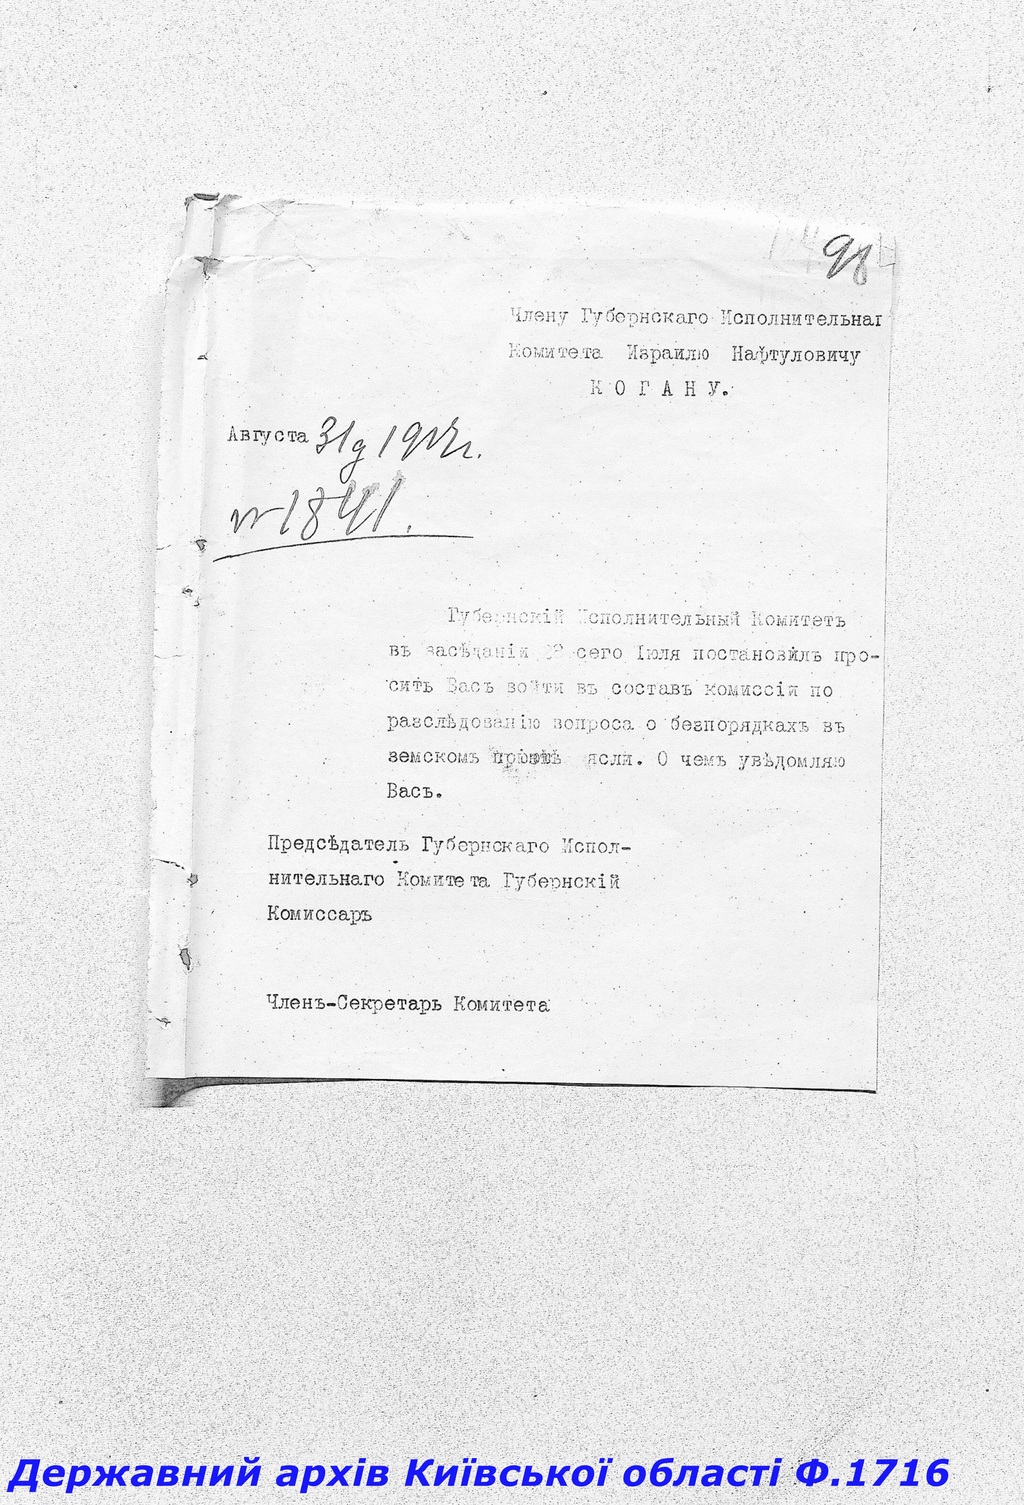 98
Члену Губернскаго Исполнительнаг
Комитета Израилю Нафтуловичу
КОГАНУ.
Августа 31 д 1917г.
№ 1841.
Губернскій Исполнительный Комитетъ
въ засѣданіи сего Іюля постановилъ про-
сить Васъ войти въ составъ комиссіи по
разслѣдованію вопроса о безпорядкахъ въ
земскомъ ясли. О чемъ увѣдомляю
Васъ.
Предсѣдатель Губернскаго Испол-
нительнаго Комитета Губернскій
Комиссаръ
Членъ-Секретарь Комитета
Державний архів Київської області Ф.1716